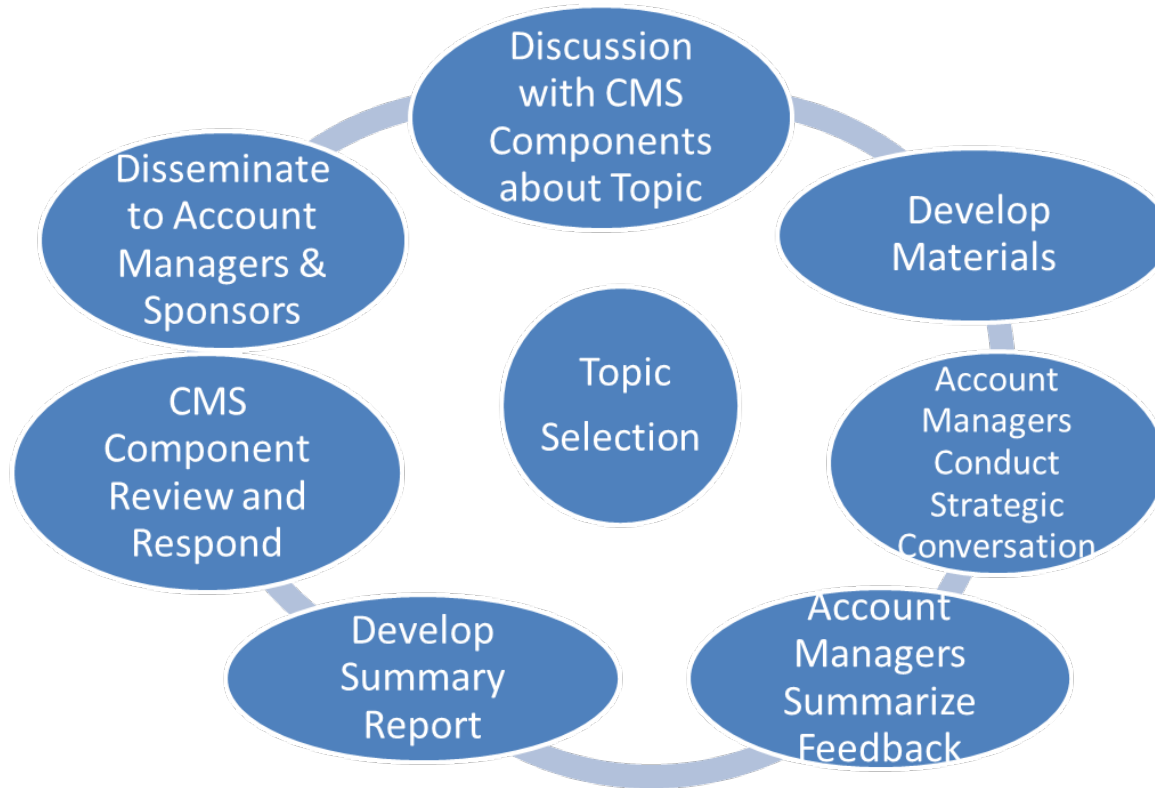 Discussion
with CMS
Components
about Topic
Develop
Materials
Account
Managers
Conduct
Strategic
Conversation
Account
Managers
Summarize
Feedback
Develop
Summary
Report
CMS
Component
Review and
Respond
Disseminate
to Account
Managers &
Sponsors
Topic
Selection